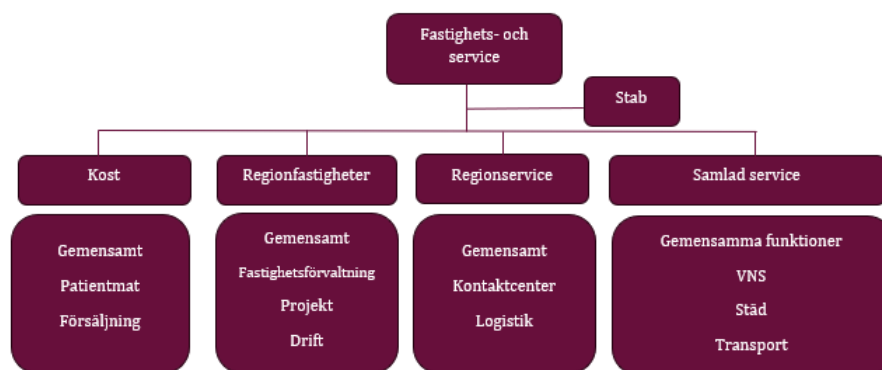 Fastighets- och
service
Stab
Kost
Regionfastigheter
Regionservice
Samlad service
Gemensamt
Patientmat
Försäljning
Gemensamt
Fastighetsförvaltning
Projekt
Drift
Gemensamt
Kontaktcenter
Logistik
Gemensamma funktioner
VNS
Städ
Transport